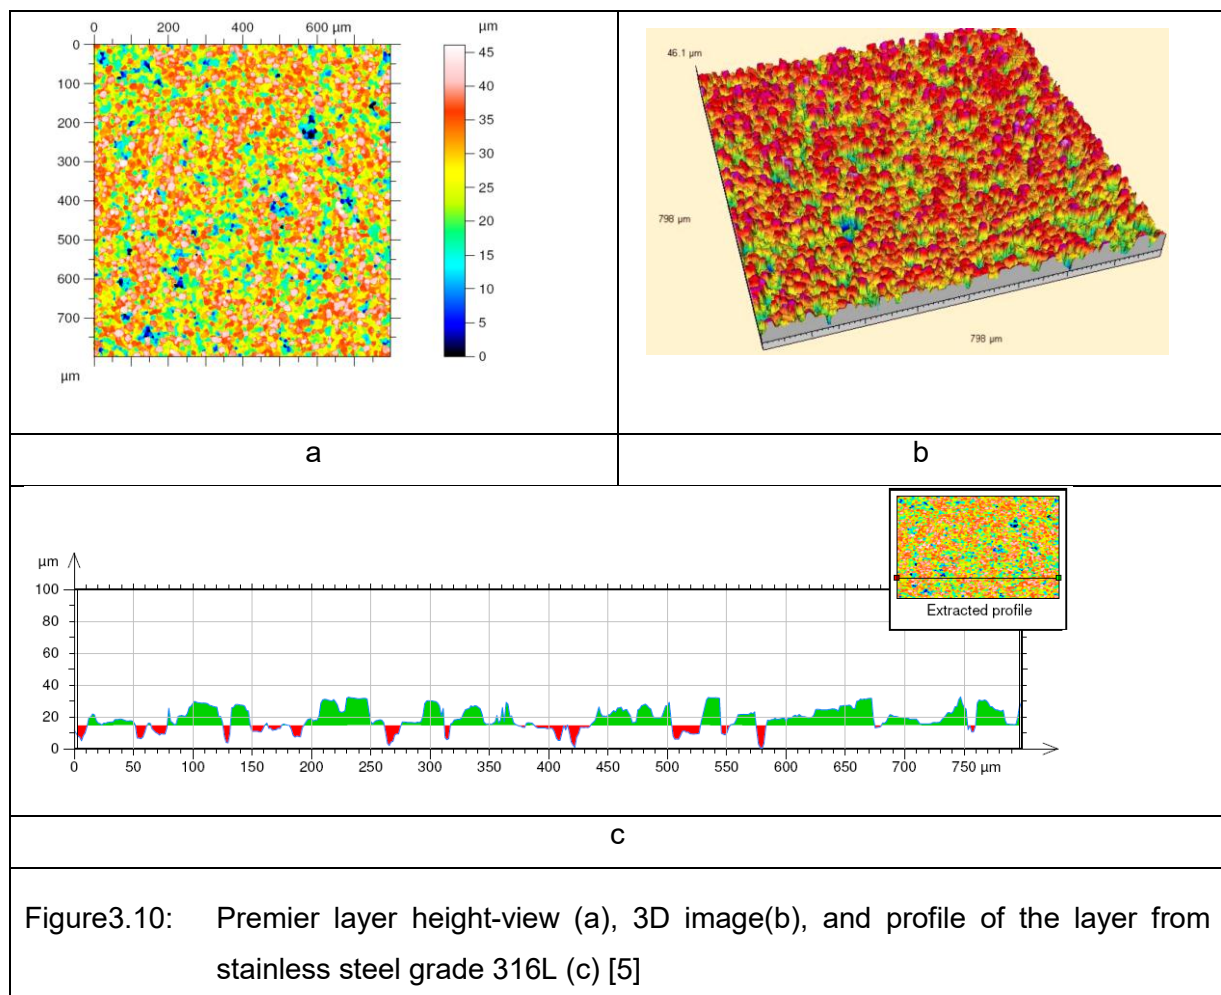 0 200 400 600 µm
µm
0
100
200
300
400
500
600
700
µm
45
40
35
30
25
20
15
10
5
0
46.1 µm
798 µm
798 µm
a b
µm
100
80
60
40
20
0
0 50 100 150 200 250 300 350 400 450 500 550 600 650 700 750 µm
Extracted profile
c
Figure3.10: Premier layer height-view (a), 3D image(b), and profile of the layer from
stainless steel grade 316L (c) [5]